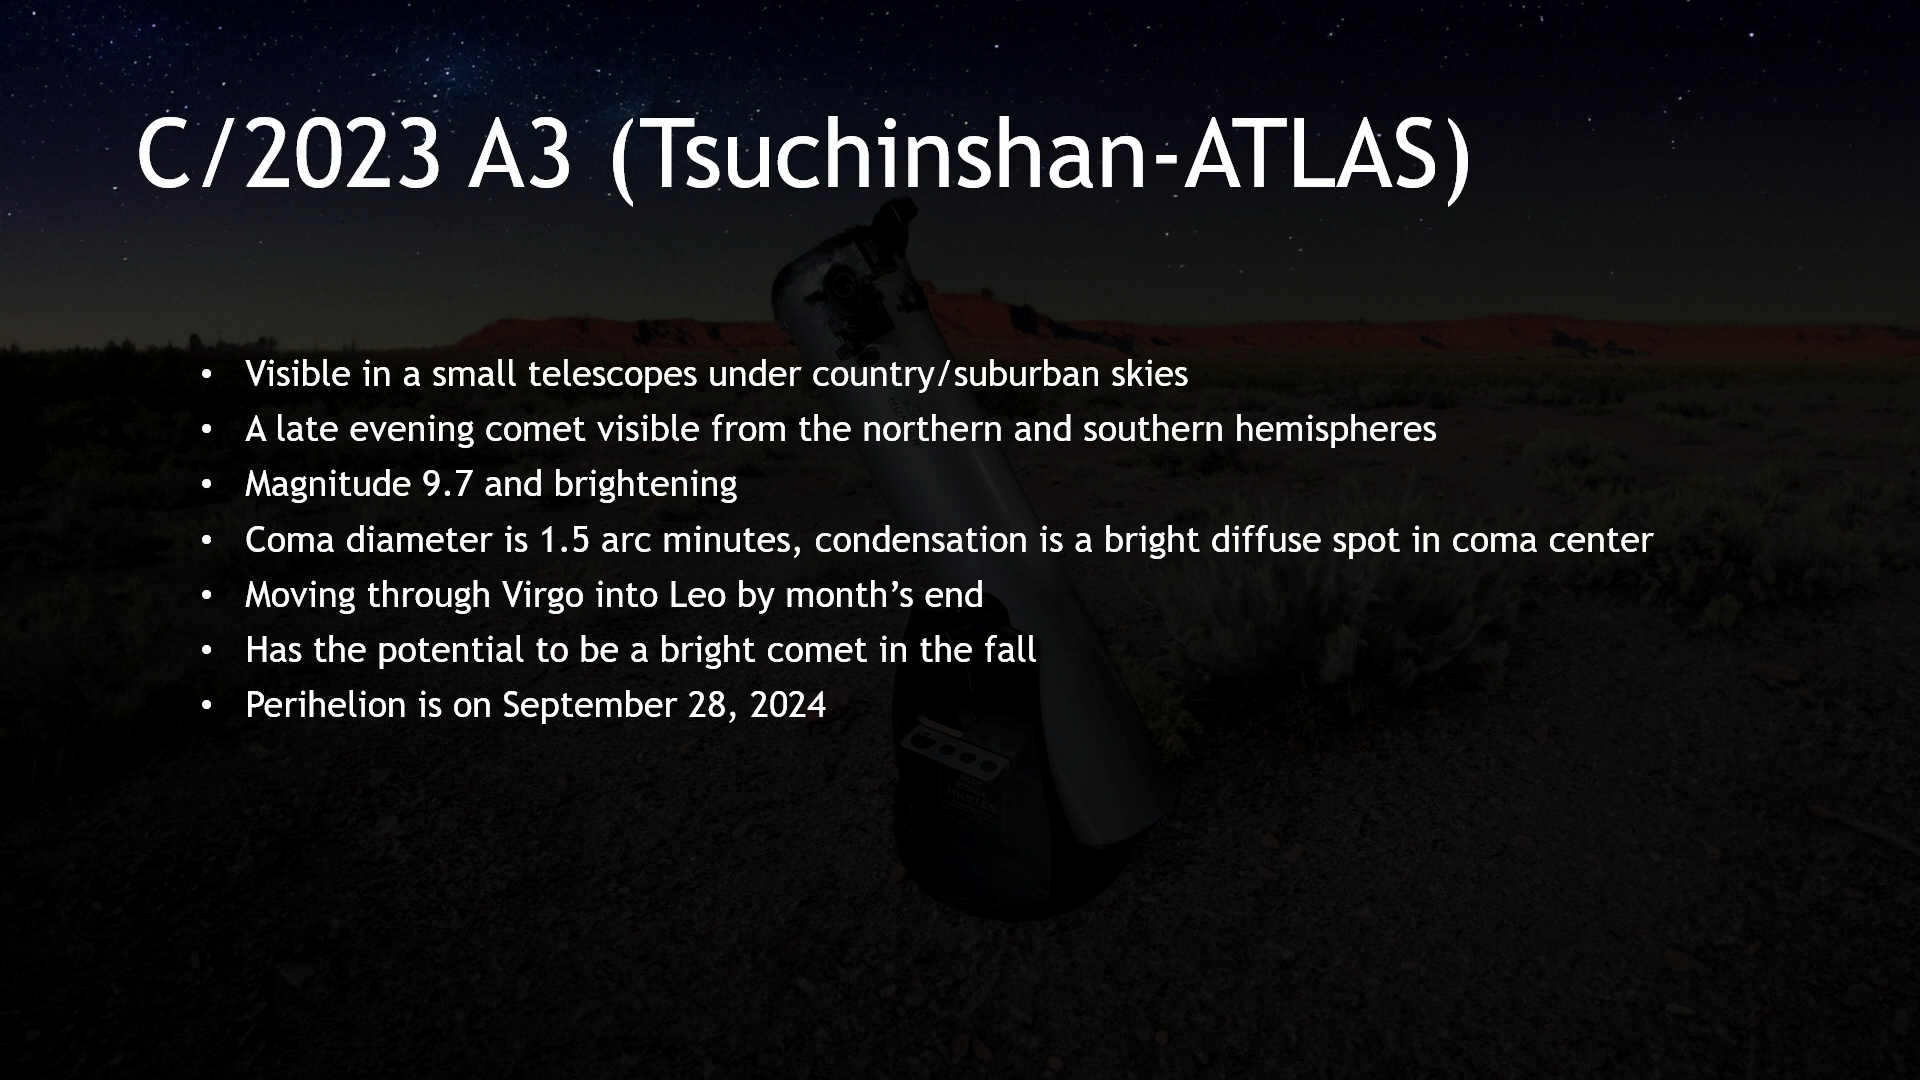 C/2023 A3 (Tsuchinshan-ATLAS)
• Visible in a small telescopes under country/suburban skies
• A late evening comet visible from the northern and southern hemispheres
• Magnitude 9.7 and brightening
• Coma diameter is 1.5 arc minutes, condensation is a bright diffuse spot in coma center
• Moving through Virgo into Leo by month’s end
• Has the potential to be a bright comet in the fall
• Perihelion is on September 28, 2024